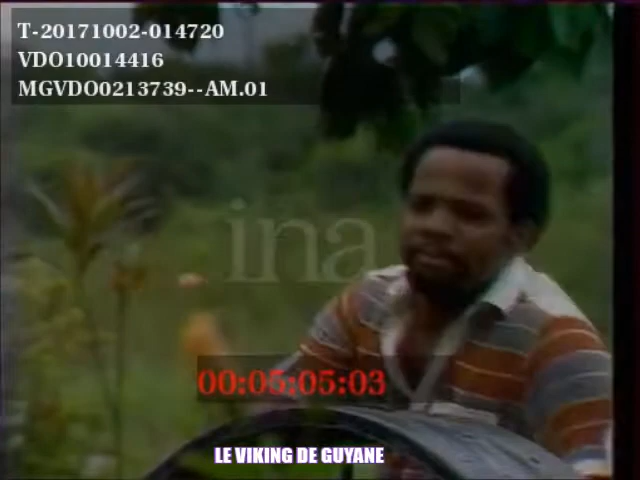 T-20171002-014720
VDO10014416
MGVDO0213739--AM.01
ina
00:05:05:03
LE VIKING DE GUYANE